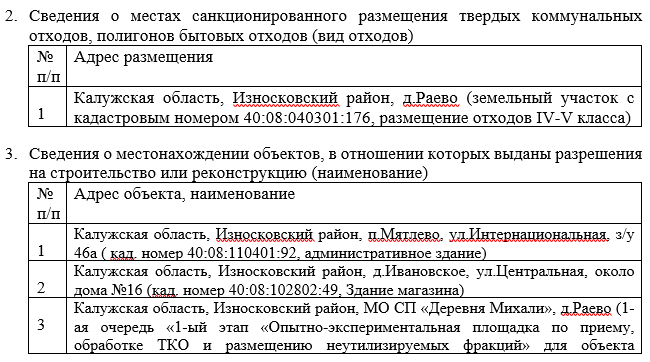 2. Сведения о местах санкционированного размещения твердых коммунальных
отходов, полигонов бытовых отходов (вид отходов)
№ Адрес размещения
п/п
Калужская область, Износковский район, д.Раево (земельный участок с
1 кадастровым номером 40:08:040301:176, размещение отходов IV-V класса)
3. Сведения о местонахождении объектов, в отношении которых выданы разрешения
на строительство или реконструкцию (наименование)
№ Адрес объекта, наименование
п/п
Калужская область, Износковский район, п.Мятлево, ул.Интернациональная, з/у
1 46а ( кад. номер 40:08:110401:92, административное здание)
Калужская область, Износковский район, д.Ивановское, ул.Центральная, около
2 дома №16 (кад. номер 40:08:102802:49, Здание магазина)
Калужская область, Износковский район, МО СП «Деревня Михали», д.Раево (1-
3 ая очередь «1-ый этап «Опытно-экспериментальная площадка по приему,
обработке ТКО и размещению неутилизируемых фракций» для объекта